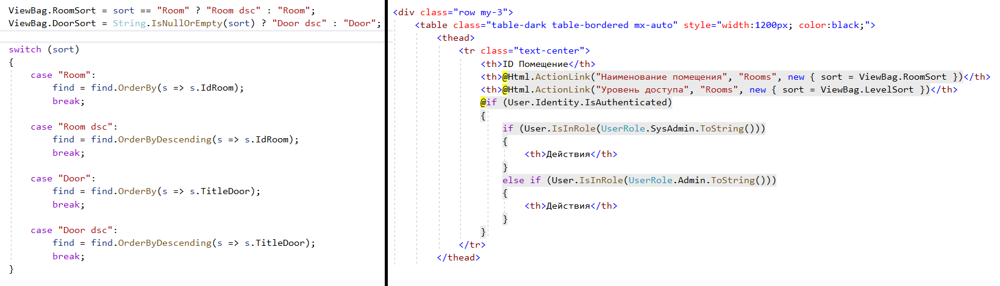 ViewBag.RoomSort = sort == "Room" ? "Room dsc" : "Room";
ViewBag.DoorSort = String.IsNullOrEmpty(sort) ? "Door dsc" : "Door";
switch (sort)
{
case "Room":
find = find.OrderBy(s => s.IdRoom);
break;
case "Room dsc":
find = find.OrderByDescending(s => s.IdRoom);
break;
case "Door":
find = find.OrderBy(s => s.TitleDoor);
break;
case "Door dsc":
find = find.OrderByDescending(s => s.TitleDoor);
break;
}
<div class="row my-3">
<table class="table-dark table-bordered mx-auto" style="width:1200px; color:black;">
<thead>
<tr class="text-center">
<th>ID Помещение</th>
<th>@Html.ActionLink("Наименование помещения", "Rooms", new { sort = ViewBag.RoomSort })</th>
<th>@Html.ActionLink("Уровень доступа", "Rooms", new { sort = ViewBag.LevelSort })</th>
@if (User.Identity.IsAuthenticated)
{
if (User.IsInRole(UserRole.SysAdmin.ToString()))
{
<th>Действия</th>
}
else if (User.IsInRole(UserRole.Admin.ToString()))
{
<th>Действия</th>
}
}
</tr>
</thead>